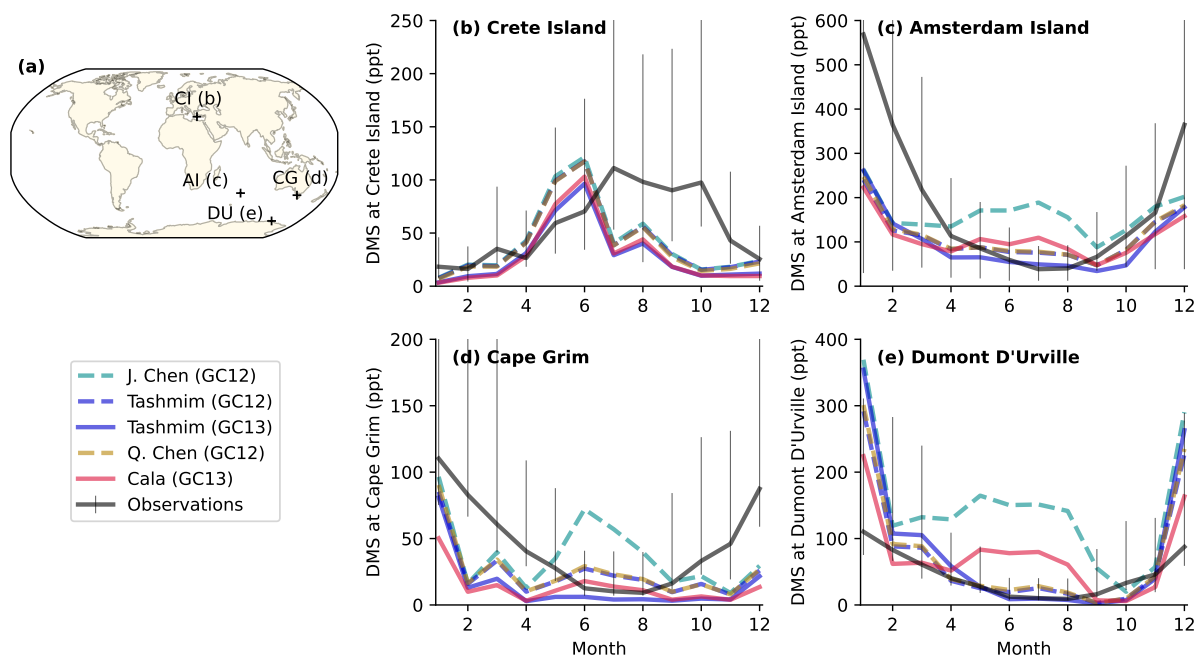 (a)
CI (b)
AI (c)
CG (d)
DU (e)
J. Chen (GC12)
Tashmim (GC12)
Tashmim (GC13)
Q. Chen (GC12)
Cala (GC13)
Observations
(b) Crete Island
DMS at Crete Island (ppt)
250
200
150
100
50
0
2 4 6 8 10 12
(c) Amsterdam Island
DMS at Amsterdam Island (ppt)
600
500
400
300
200
100
0
2 4 6 8 10 12
(d) Cape Grim
DMS at Cape Grim (ppt)
200
150
100
50
0
2 4 6 8 10 12
Month
(e) Dumont D'Urville
DMS at Dumont D'Urville (ppt)
400
300
200
100
0
2 4 6 8 10 12
Month